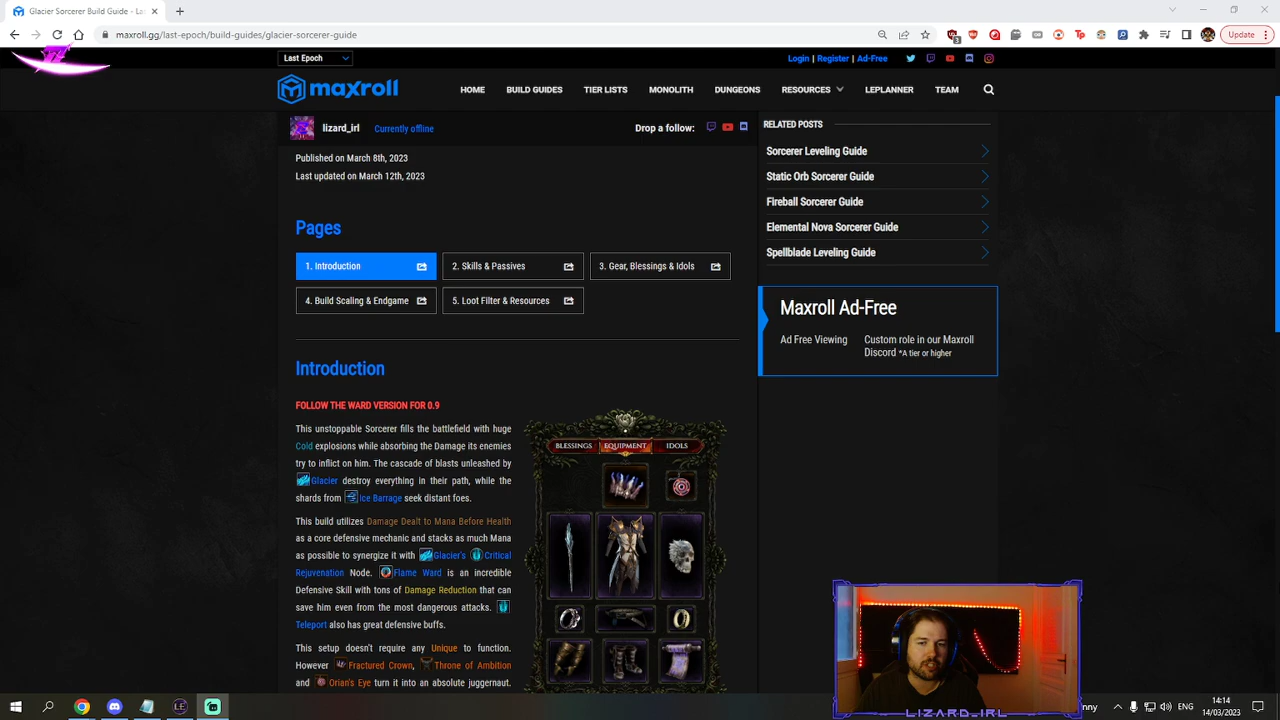 Glacier Sorcerer Build Guide - La
maxroll.gg/last-epoch/build-guides/glacier-sorcerer-guide
3
Update
Last Epoch
Login | Register | Ad-Free
maxroll
HOME
BUILD GUIDES
TIER LISTS
MONOLITH
DUNGEONS
RESOURCES
LEPLANNER
TEAM
lizard_irl
Currently offline
Drop a follow:
Published on March 8th, 2023
Last updated on March 12th, 2023
Pages
1. Introduction
2. Skills & Passives
3. Gear, Blessings & Idols
4. Build Scaling & Endgame
5. Loot Filter & Resources
Introduction
FOLLOW THE WARD VERSION FOR 0.9
This unstoppable Sorcerer fills the battlefield with huge
Cold explosions while absorbing the Damage its enemies
try to inflict on him. The cascade of blasts unleashed by
Glacier destroy everything in their path, while the
shards from Ice Barrage seek distant foes.
This build utilizes Damage Dealt to Mana Before Health
as a core defensive mechanic and stacks as much Mana
as possible to synergize it with Glacier's Critical
Rejuvenation Node. Flame Ward is an incredible
Defensive Skill with tons of Damage Reduction that can
save him even from the most dangerous attacks.
Teleport also has great defensive buffs.
This setup doesn't require any Unique to function.
However Fractured Crown, Throne of Ambition
and Orian's Eye turn it into an absolute juggernaut.
BLESSINGS
EQUIPMENT
IDOLS
RELATED POSTS
Sorcerer Leveling Guide
Static Orb Sorcerer Guide
Fireball Sorcerer Guide
Elemental Nova Sorcerer Guide
Spellblade Leveling Guide
Maxroll Ad-Free
Ad Free Viewing
Custom role in our Maxroll
Discord *A tier or higher
LIZARD_IRL
nny
ENG
14:14
14/03/2023